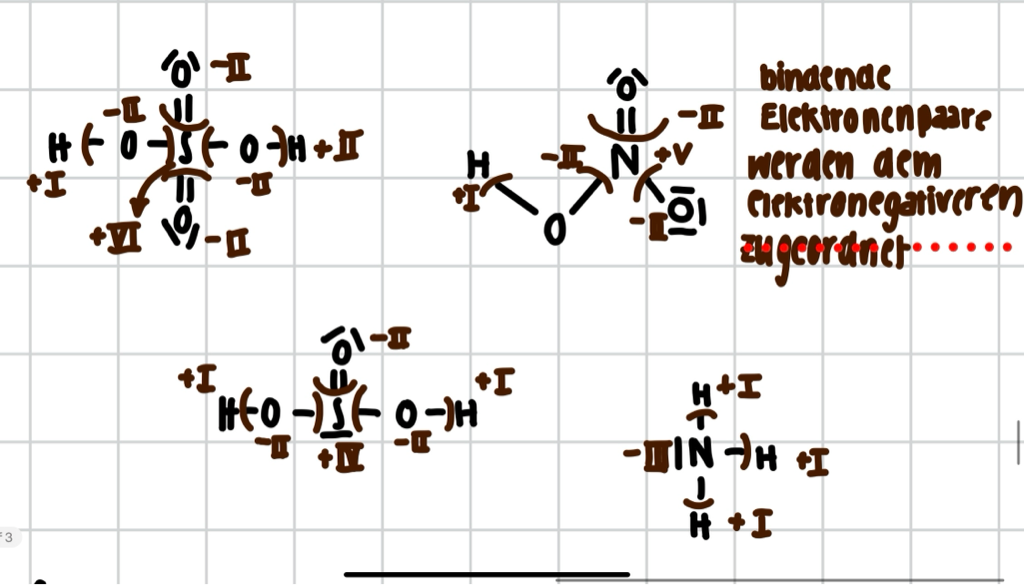 O -II
-II
H O S O H +II
+I -II
+VI O -II
O -II
H -II N +V
+I -II O
O
bindende
Elektronenpaare
werden dem
elektronegativeren
zugeordnet
O -II
+I +I
H O S O H
-II +IV -II
H +I
-III N H +I
H +I
f 3